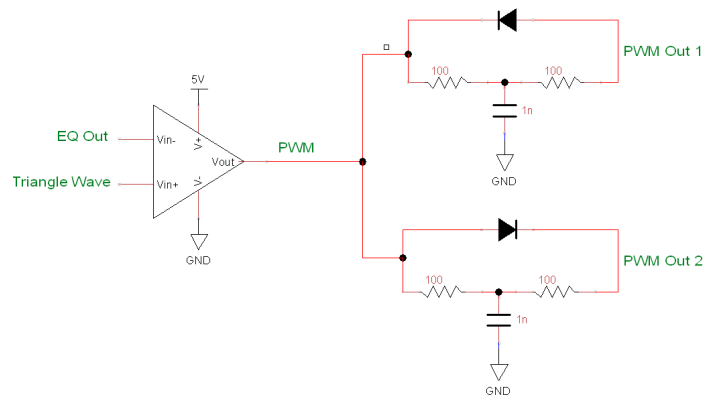 PWM Out 1
100
100
1n
GND
5V
EQ Out
Vin-
V+
PWM
Vout
Triangle Wave
Vin+
V-
GND
PWM Out 2
100
100
1n
GND